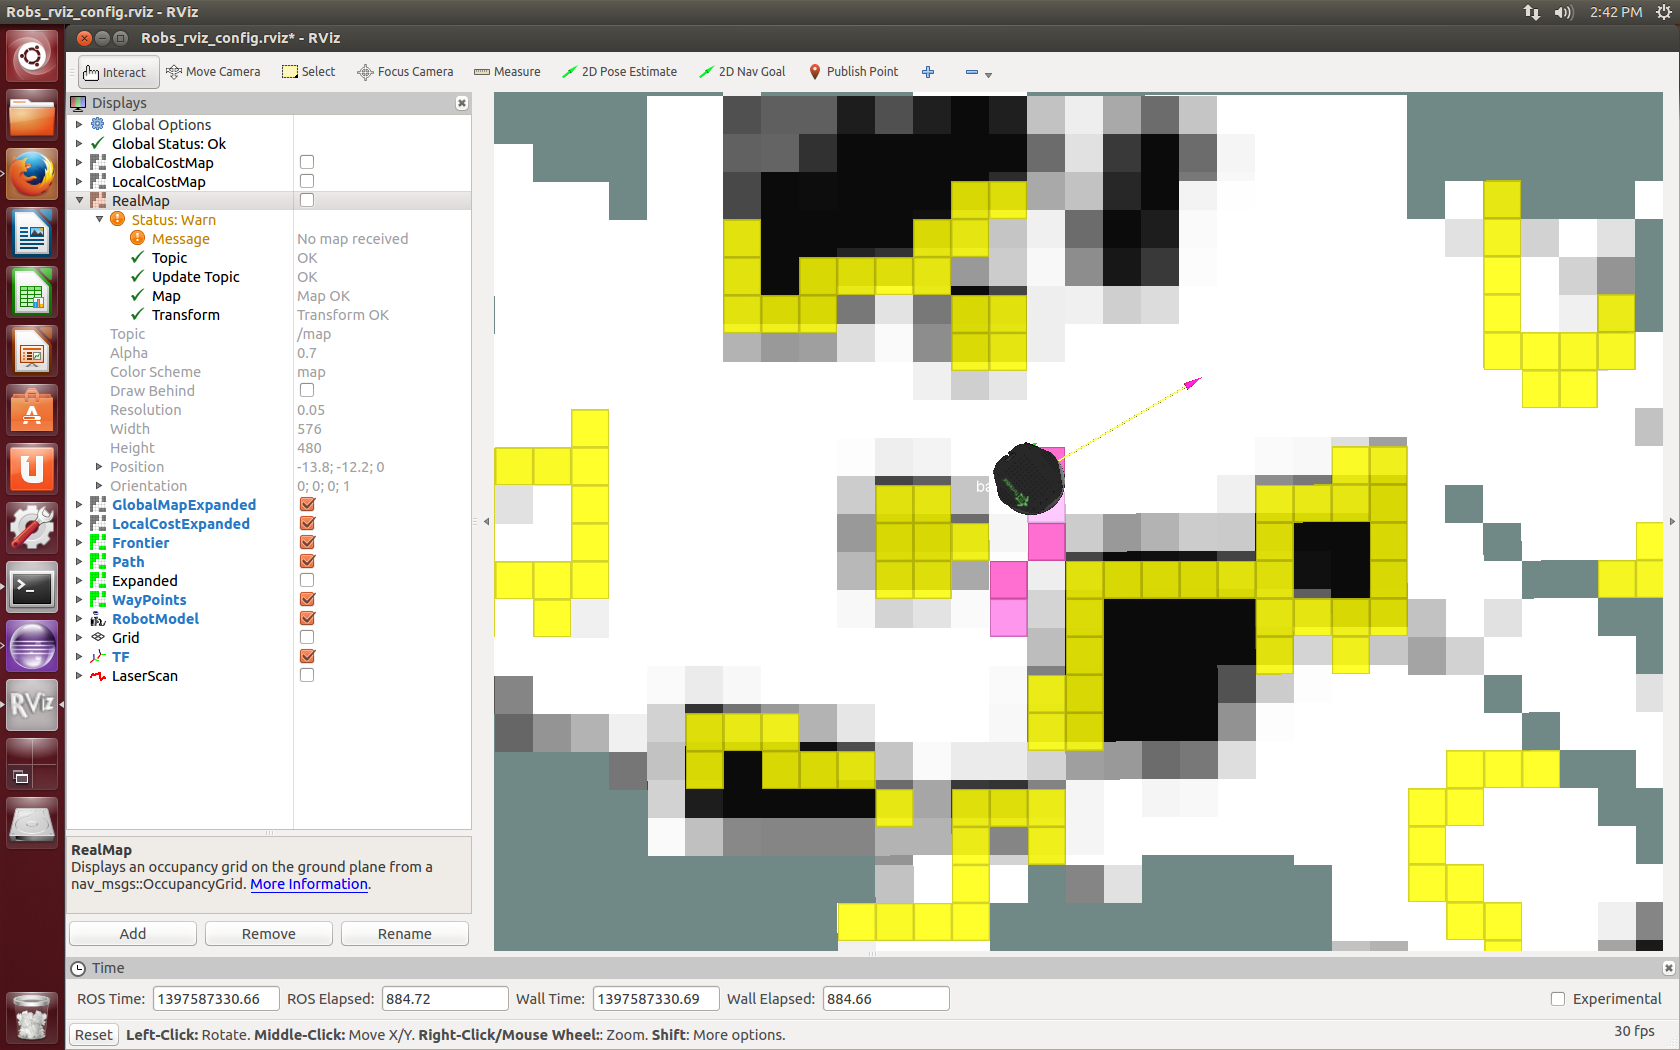 Robs_rviz_config.rviz - RViz
2:42 PM
Robs_rviz_config.rviz* - RViz
Interact
Move Camera
Select
Focus Camera
Measure
2D Pose Estimate
2D Nav Goal
Publish Point
Displays
Global Options
Global Status: Ok
GlobalCostMap
LocalCostMap
RealMap
Status: Warn
Message No map received
Topic OK
Update Topic OK
Map Map OK
Transform Transform OK
Topic /map
Alpha 0.7
Color Scheme map
Draw Behind
Resolution 0.05
Width 576
Height 480
Position -13.8; -12.2; 0
Orientation 0; 0; 0; 1
GlobalMapExpanded
LocalCostExpanded
Frontier
Path
Expanded
WayPoints
RobotModel
Grid
TF
LaserScan
RViz
ba
RealMap
Displays an occupancy grid on the ground plane from a
nav_msgs::OccupancyGrid. More Information.
Add Remove Rename
Time
ROS Time: 1397587330.66 ROS Elapsed: 884.72 Wall Time: 1397587330.69 Wall Elapsed: 884.66 Experimental
Reset Left-Click: Rotate. Middle-Click: Move X/Y. Right-Click/Mouse Wheel:: Zoom. Shift: More options. 30 fps